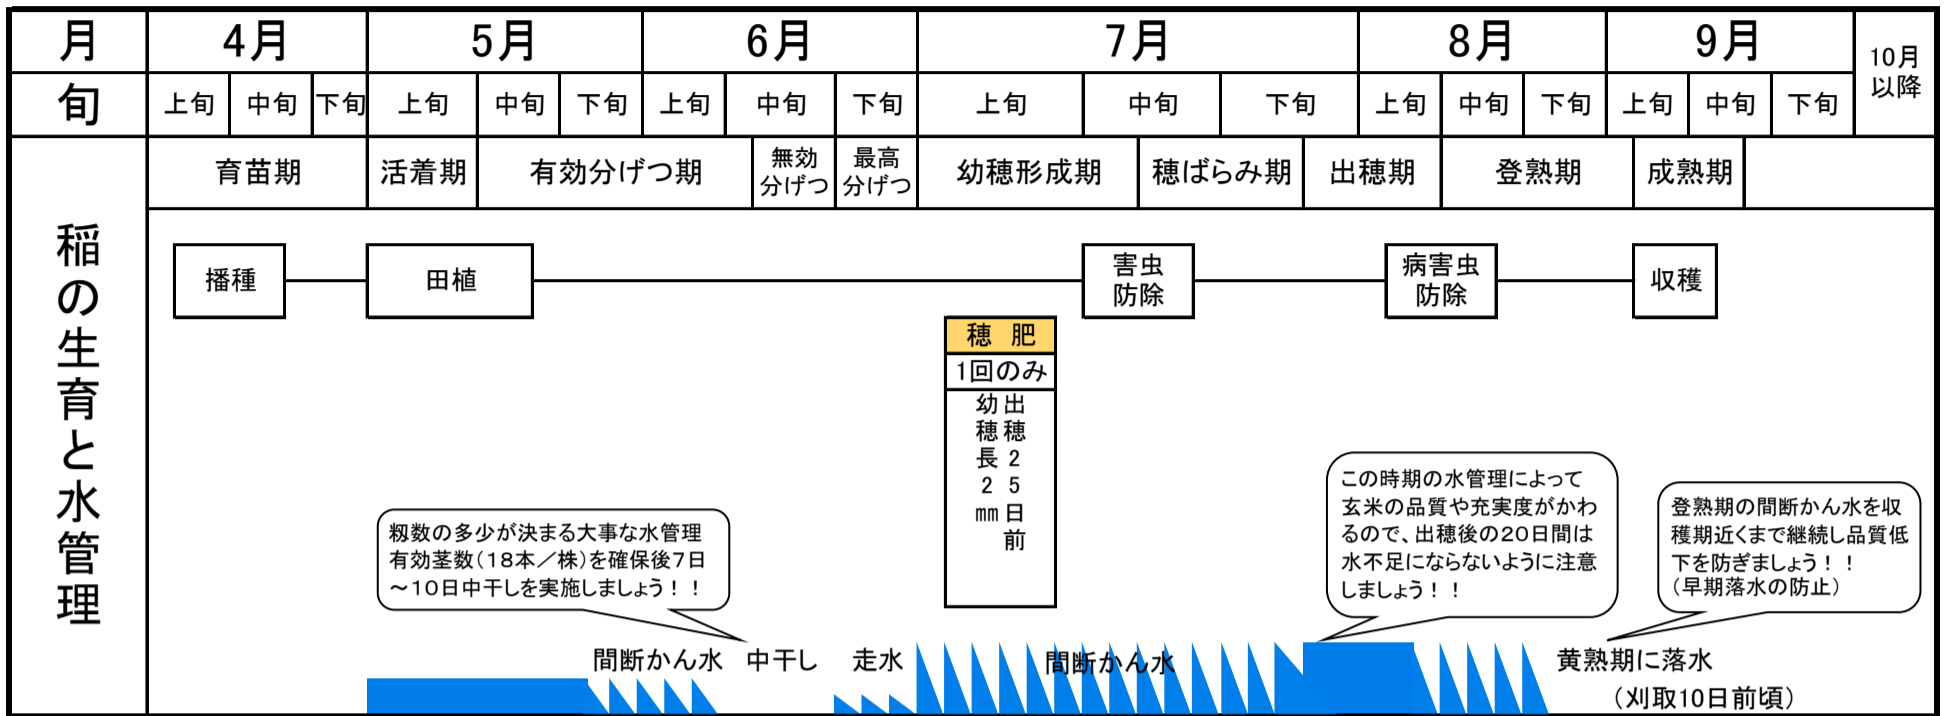 月
4月
5月
6月
7月
8月
9月
10月
以降
旬
上旬
中旬
下旬
上旬
中旬
下旬
上旬
中旬
下旬
上旬
中旬
下旬
上旬
中旬
下旬
上旬
中旬
下旬
稲の生育と水管理
育苗期
活着期
有効分げつ期
無効
分げつ
最高
分げつ
幼穂形成期
穂ばらみ期
出穂期
登熟期
成熟期
播種
田植
害虫
防除
病害虫
防除
収穫
穂 肥
1回のみ
出穂25日前
幼穂長2㎜
籾数の多少が決まる大事な水管理
有効茎数(18本/株)を確保後7日
～10日中干しを実施しましょう！！
この時期の水管理によって
玄米の品質や充実度がかわ
るので、出穂後の20日間は
水不足にならないように注意
しましょう！！
登熟期の間断かん水を収
穫期近くまで継続し品質低
下を防ぎましょう！！
(早期落水の防止)
間断かん水
中干し
走水
間断かん水
黄熟期に落水
(刈取10日前頃)